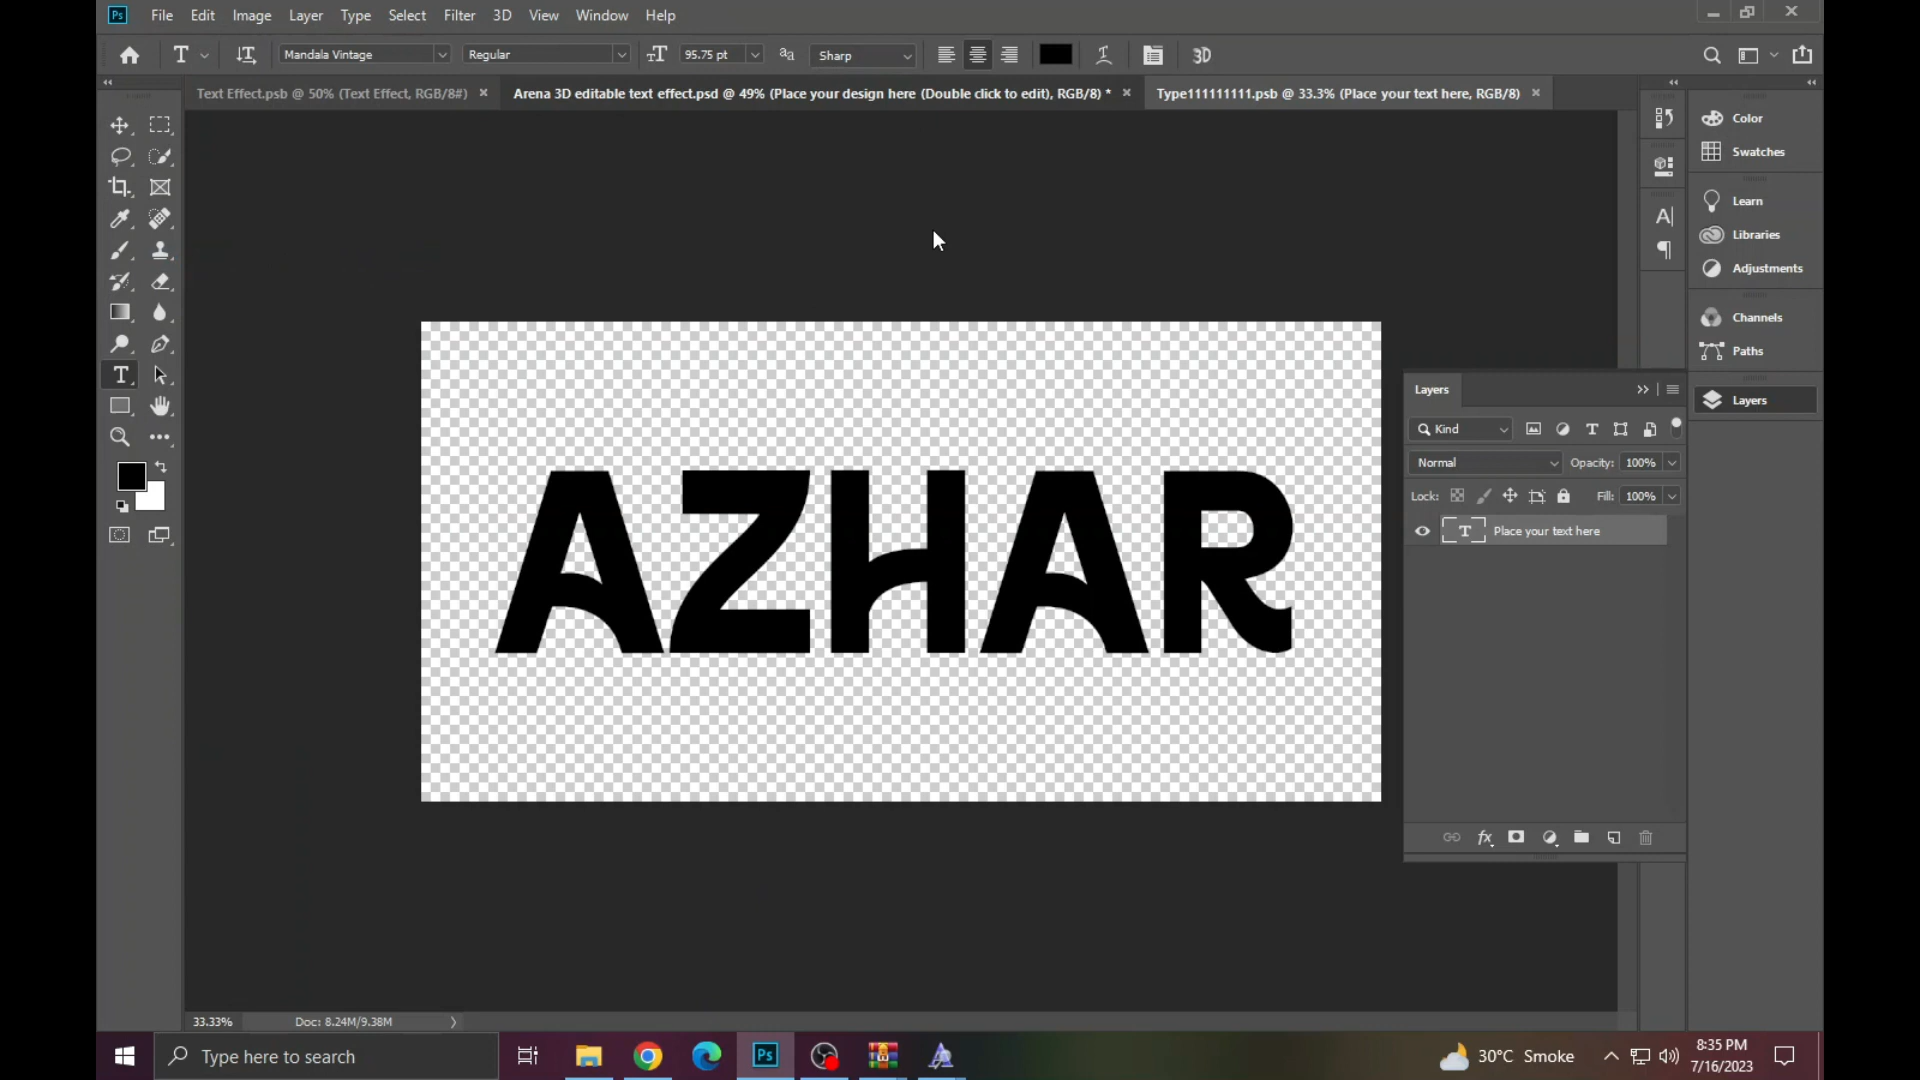 Ps File Edit Image Layer Type Select Filter 3D View Window Help
T Mandala Vintage Regular 95.75 pt aa Sharp 3D
Text Effect.psb @ 50% (Text Effect, RGB/8#) × Arena 3D editable text effect.psd @ 49% (Place your design here (Double click to edit), RGB/8) * × Type111111111.psb @ 33.3% (Place your text here, RGB/8) ×
Color
Swatches
Learn
Libraries
Adjustments
Channels
Paths
Layers
AZHAR
Layers
Kind
Normal Opacity: 100%
Lock: Fill: 100%
T Place your text here
fx
33.33% Doc: 8.24M/9.38M
Type here to search
Ps
30°C Smoke
8:35 PM
7/16/2023